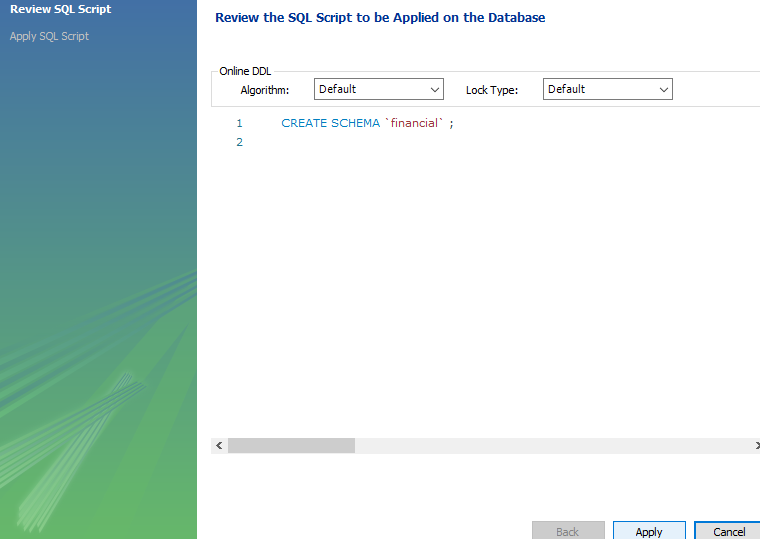 Review SQL Script
Apply SQL Script
Review the SQL Script to be Applied on the Database
Online DDL
Algorithm: Default Lock Type: Default
1 CREATE SCHEMA `financial` ;
2
Back Apply Cancel